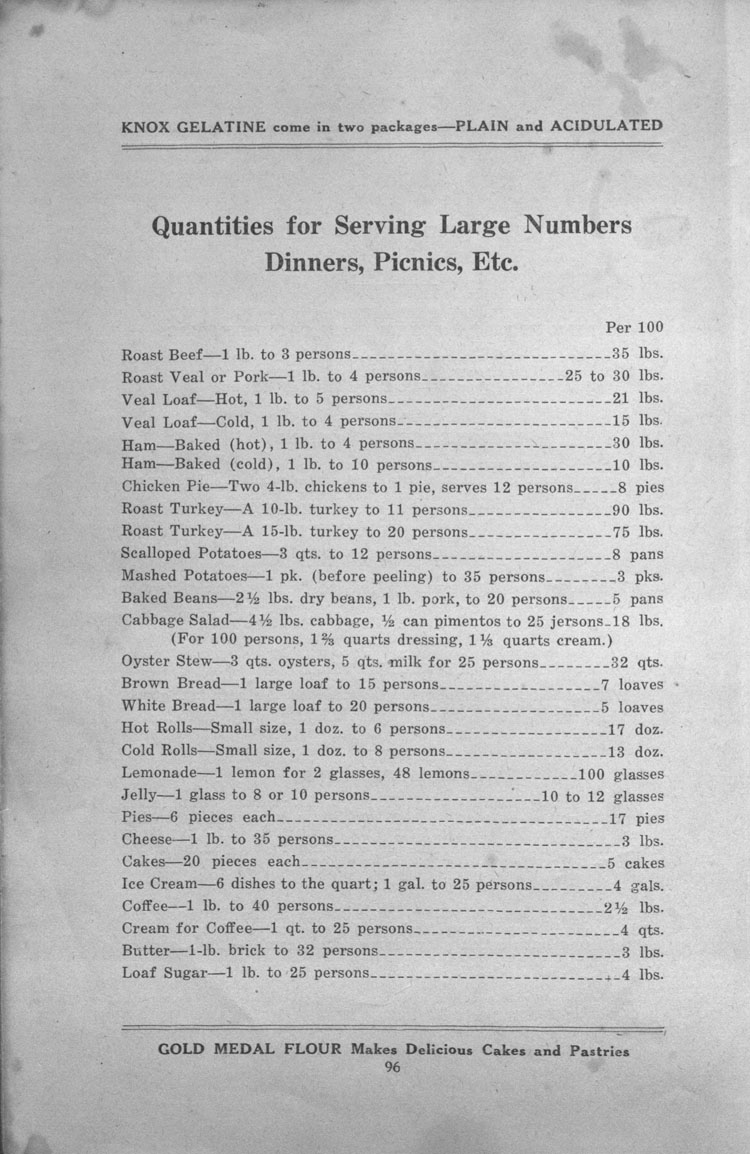 KNOX GELATINE come in two packages—PLAIN and ACIDULATED
Quantities for Serving Large Numbers
Dinners, Picnics, Etc.
Per 100
Roast Beef—1 lb. to 3 persons 35 lbs.
Roast Veal or Pork—1 lb. to 4 persons 25 to 30 lbs.
Veal Loaf—Hot, 1 lb. to 5 persons 21 lbs.
Veal Loaf—Cold, 1 lb. to 4 persons 15 lbs.
Ham—Baked (hot), 1 lb. to 4 persons 30 lbs.
Ham—Baked (cold), 1 lb. to 10 persons 10 lbs.
Chicken Pie—Two 4-lb. chickens to 1 pie, serves 12 persons 8 pies
Roast Turkey—A 10-lb. turkey to 11 persons 90 lbs.
Roast Turkey—A 15-lb. turkey to 20 persons 75 lbs.
Scalloped Potatoes—3 qts. to 12 persons 8 pans
Mashed Potatoes—1 pk. (before peeling) to 35 persons 3 pks.
Baked Beans—2½ lbs. dry beans, 1 lb. pork, to 20 persons 5 pans
Cabbage Salad—4½ lbs. cabbage, ½ can pimentos to 25 jersons 18 lbs.
(For 100 persons, 1⅔ quarts dressing, 1⅓ quarts cream.)
Oyster Stew—3 qts. oysters, 5 qts. milk for 25 persons 32 qts.
Brown Bread—1 large loaf to 15 persons 7 loaves
White Bread—1 large loaf to 20 persons 5 loaves
Hot Rolls—Small size, 1 doz. to 6 persons 17 doz.
Cold Rolls—Small size, 1 doz. to 8 persons 13 doz.
Lemonade—1 lemon for 2 glasses, 48 lemons 100 glasses
Jelly—1 glass to 8 or 10 persons 10 to 12 glasses
Pies—6 pieces each 17 pies
Cheese—1 lb. to 35 persons 3 lbs.
Cakes—20 pieces each 5 cakes
Ice Cream—6 dishes to the quart; 1 gal. to 25 persons 4 gals.
Coffee—1 lb. to 40 persons 2½ lbs.
Cream for Coffee—1 qt. to 25 persons 4 qts.
Butter—1-lb. brick to 32 persons 3 lbs.
Loaf Sugar—1 lb. to 25 persons 4 lbs.
GOLD MEDAL FLOUR Makes Delicious Cakes and Pastries
96